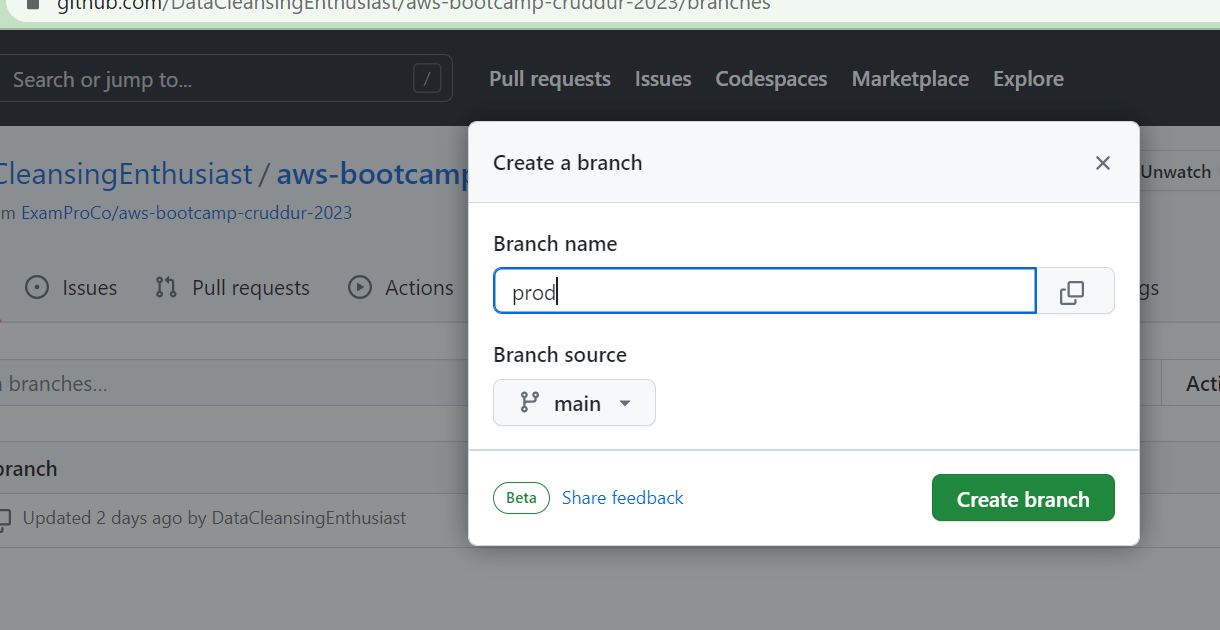 github.com/DataCleansingEnthusiast/aws-bootcamp-cruddur-2023/branches
Search or jump to... /
Pull requests Issues Codespaces Marketplace Explore
Create a branch
CleansingEnthusiast / aws-bootcamp
Unwatch
m ExamProCo/aws-bootcamp-cruddur-2023
Branch name
Issues Pull requests Actions
prod
gs
Branch source
branches...
main
Acti
branch
Beta Share feedback Create branch
Updated 2 days ago by DataCleansingEnthusiast